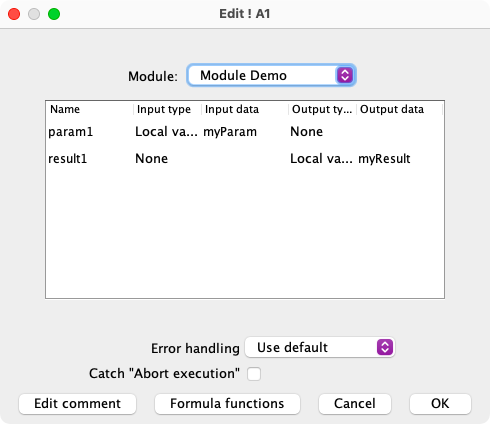 Edit ! A1
Module: Module Demo
Name Input type Input data Output ty... Output data
param1 Local va... myParam None
result1 None Local va... myResult
Error handling Use default
Catch "Abort execution"
Edit comment Formula functions Cancel OK